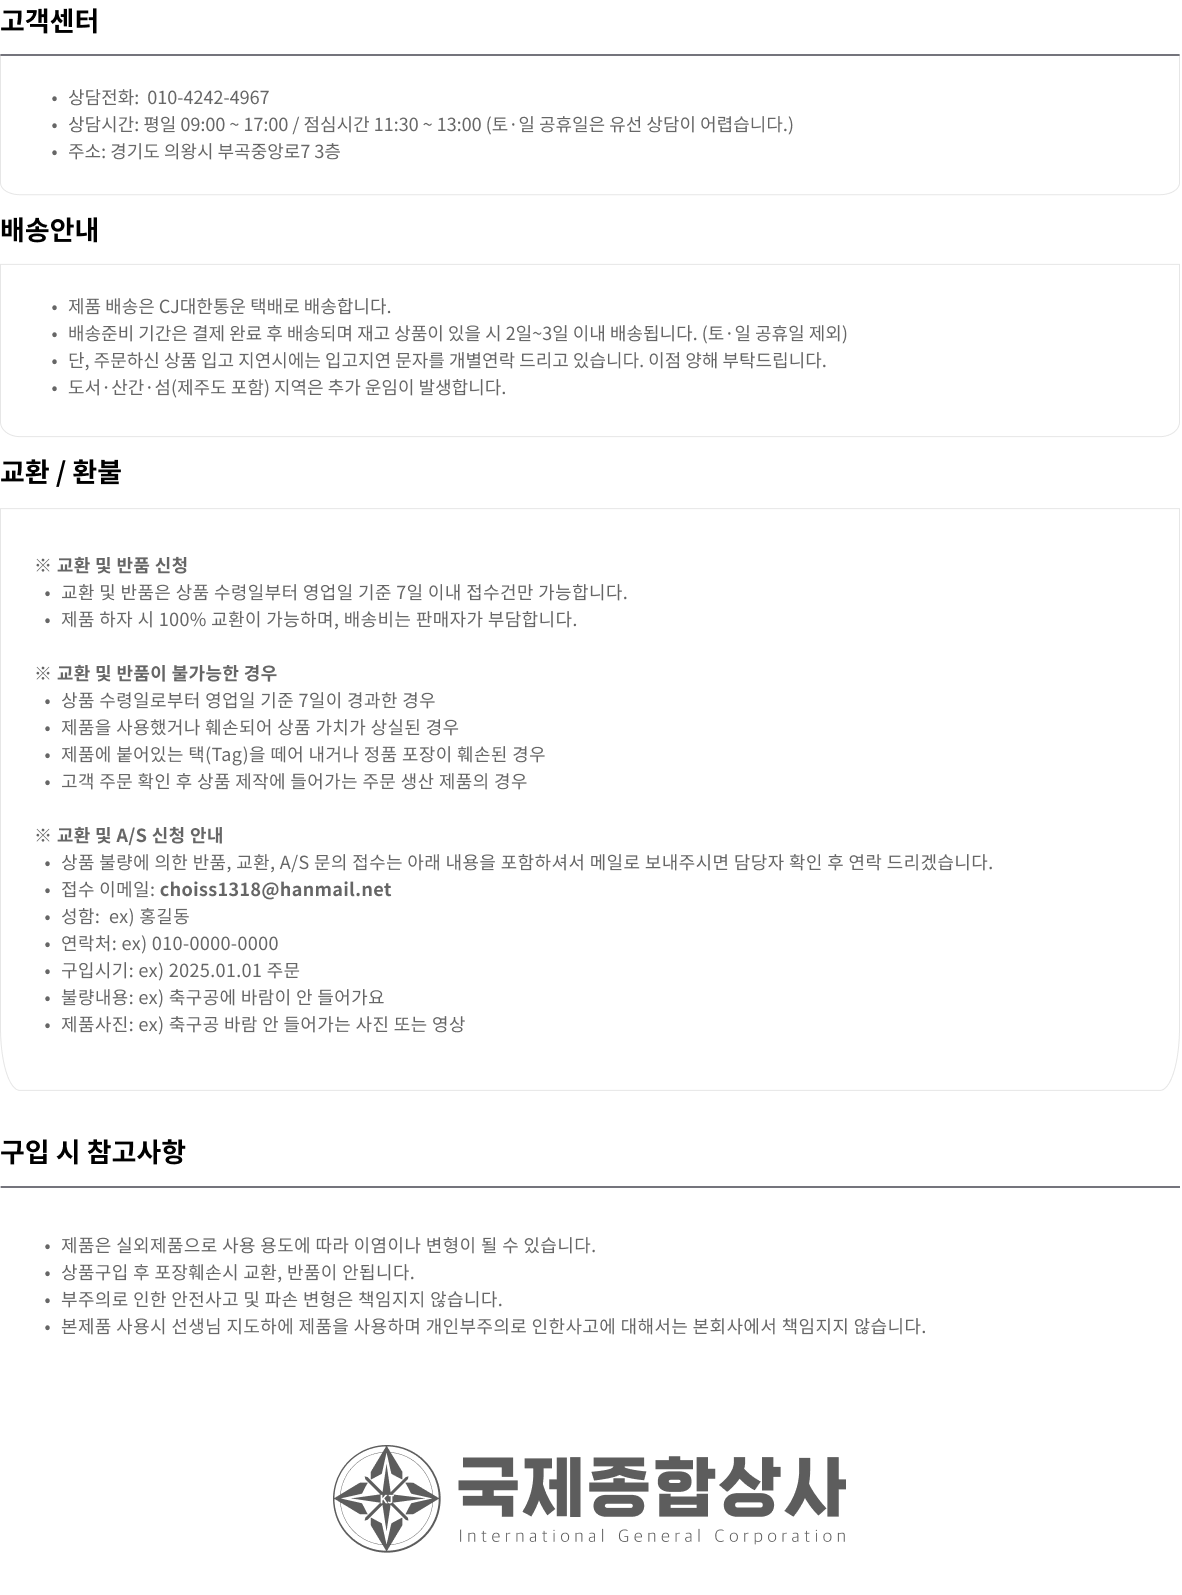 고객센터
• 상담전화:  010-4242-4967
• 상담시간: 평일 09:00 ~ 17:00 / 점심시간 11:30 ~ 13:00 (토·일 공휴일은 유선 상담이 어렵습니다.)
• 주소: 경기도 의왕시 부곡중앙로7 3층
배송안내
• 제품 배송은 CJ대한통운 택배로 배송합니다.
• 배송준비 기간은 결제 완료 후 배송되며 재고 상품이 있을 시 2일~3일 이내 배송됩니다. (토·일 공휴일 제외)
• 단, 주문하신 상품 입고 지연시에는 입고지연 문자를 개별연락 드리고 있습니다. 이점 양해 부탁드립니다.
• 도서·산간·섬(제주도 포함) 지역은 추가 운임이 발생합니다.
교환 / 환불
※ 교환 및 반품 신청
• 교환 및 반품은 상품 수령일부터 영업일 기준 7일 이내 접수건만 가능합니다.
• 제품 하자 시 100% 교환이 가능하며, 배송비는 판매자가 부담합니다.
※ 교환 및 반품이 불가능한 경우
• 상품 수령일로부터 영업일 기준 7일이 경과한 경우
• 제품을 사용했거나 훼손되어 상품 가치가 상실된 경우
• 제품에 붙어있는 택(Tag)을 떼어 내거나 정품 포장이 훼손된 경우
• 고객 주문 확인 후 상품 제작에 들어가는 주문 생산 제품의 경우
※ 교환 및 A/S 신청 안내
• 상품 불량에 의한 반품, 교환, A/S 문의 접수는 아래 내용을 포함하셔서 메일로 보내주시면 담당자 확인 후 연락 드리겠습니다.
• 접수 이메일: choiss1318@hanmail.net
• 성함:  ex) 홍길동
• 연락처: ex) 010-0000-0000
• 구입시기: ex) 2025.01.01 주문
• 불량내용: ex) 축구공에 바람이 안 들어가요
• 제품사진: ex) 축구공 바람 안 들어가는 사진 또는 영상
구입 시 참고사항
• 제품은 실외제품으로 사용 용도에 따라 이염이나 변형이 될 수 있습니다.
• 상품구입 후 포장훼손시 교환, 반품이 안됩니다.
• 부주의로 인한 안전사고 및 파손 변형은 책임지지 않습니다.
• 본제품 사용시 선생님 지도하에 제품을 사용하며 개인부주의로 인한사고에 대해서는 본회사에서 책임지지 않습니다.
KJ
국제종합상사
International General Corporation